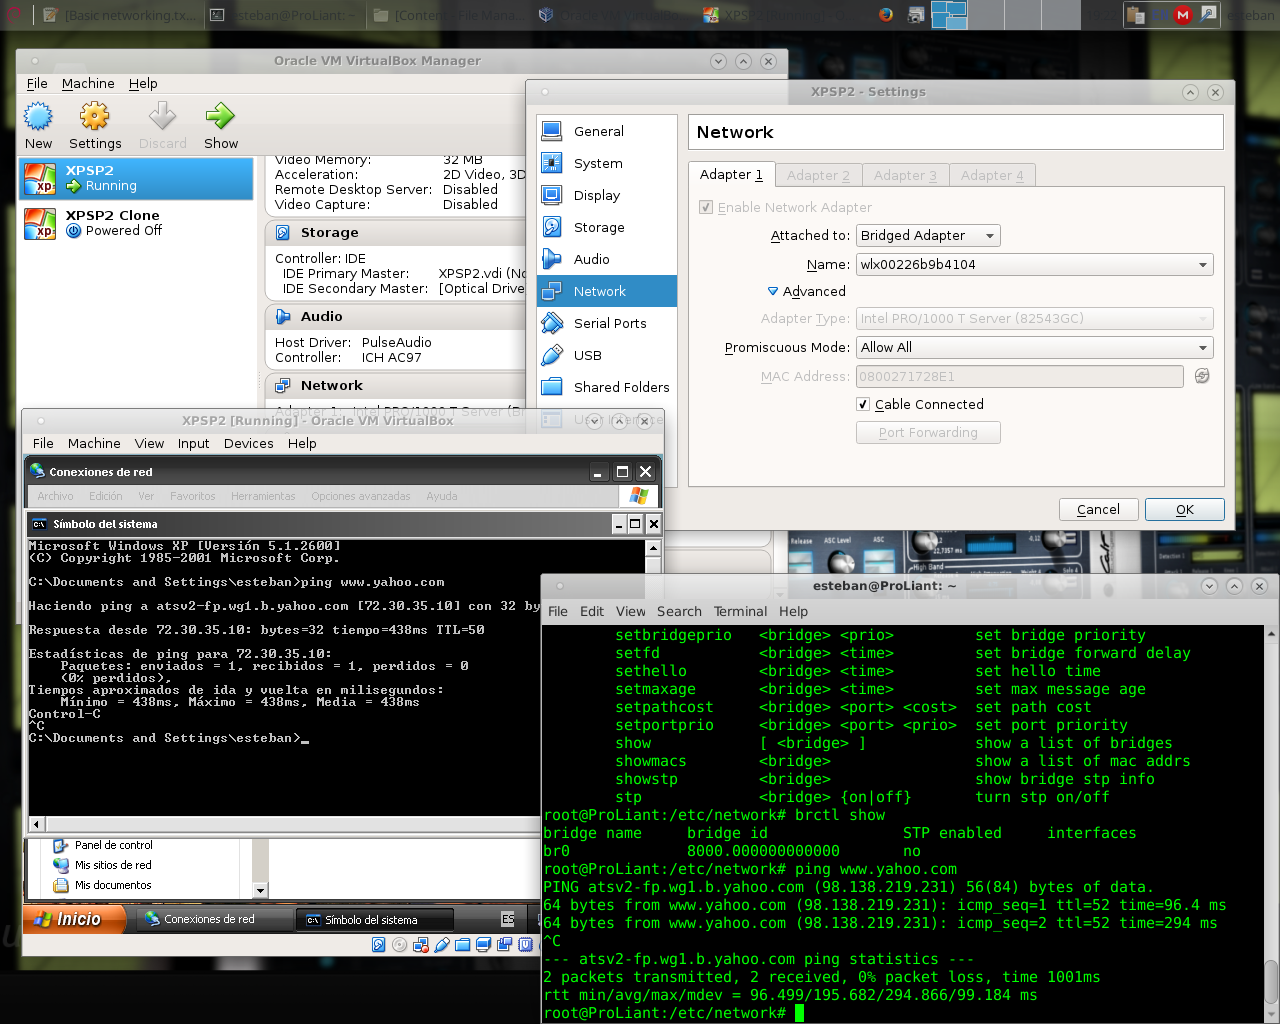 [Basic networking.tx...
esteban@ProLiant: ~
[Conten
File Mana...
Oracle VM VirtualB
esteban
Oracle VM VirtualBox Manager
File Machine Help
New Settings Discard Show
XPSP2
Running
XPSP2 Clone
Powered Off
Video Memory: 32 MB
Acceleration: 2D Video, 3D
Remote Desktop Server: Disabled
Video Capture: Disabled
Storage
Controller: IDE
IDE Primary Master: XPSP2.vdi (No
IDE Secondary Master: [Optical Drive
Audio
Host Driver: PulseAudio
Controller: ICH AC97
Network
Adapter 1: Intel PRO/1000 T Server (Br
XPSP2 - Settings
General
System
Display
Storage
Audio
Network
Serial Ports
USB
Shared Folders
User Interface
Network
Adapter 1 Adapter 2 Adapter 3 Adapter 4
Enable Network Adapter
Attached to: Bridged Adapter
Name: wlx00226b9b4104
Advanced
Adapter Type: Intel PRO/1000 T Server (82543GC)
Promiscuous Mode: Allow All
MAC Address: 0800271728E1
Cable Connected
Port Forwarding
Cancel OK
XPSP2 [Running] - Oracle VM VirtualBox
File Machine View Input Devices Help
Conexiones de red
Archivo Edición Ver Favoritos Herramientas Opciones avanzadas Ayuda
Símbolo del sistema
Microsoft Windows XP [Versión 5.1.2600]
(C) Copyright 1985-2001 Microsoft Corp.
C:\Documents and Settings\esteban>ping www.yahoo.com
Haciendo ping a atsv2-fp.wg1.b.yahoo.com [72.30.35.10] con 32 by
Respuesta desde 72.30.35.10: bytes=32 tiempo=438ms TTL=50
Estadísticas de ping para 72.30.35.10:
Paquetes: enviados = 1, recibidos = 1, perdidos = 0
(0% perdidos),
Tiempos aproximados de ida y vuelta en milisegundos:
Mínimo = 438ms, Máximo = 438ms, Media = 438ms
Control-C
^C
C:\Documents and Settings\esteban>_
Panel de control
Mis sitios de red
Mis documentos
Inicio Conexiones de red Símbolo del sistema ES
esteban@ProLiant: ~
File Edit View Search Terminal Help
setbridgeprio <bridge> <prio> set bridge priority
setfd <bridge> <time> set bridge forward delay
sethello <bridge> <time> set hello time
setmaxage <bridge> <time> set max message age
setpathcost <bridge> <port> <cost> set path cost
setportprio <bridge> <port> <prio> set port priority
show [ <bridge> ] show a list of bridges
showmacs <bridge> show a list of mac addrs
showstp <bridge> show bridge stp info
stp <bridge> {on|off} turn stp on/off
root@ProLiant:/etc/network# brctl show
bridge name bridge id STP enabled interfaces
br0 8000.000000000000 no
root@ProLiant:/etc/network# ping www.yahoo.com
PING atsv2-fp.wg1.b.yahoo.com (98.138.219.231) 56(84) bytes of data.
64 bytes from www.yahoo.com (98.138.219.231): icmp_seq=1 ttl=52 time=96.4 ms
64 bytes from www.yahoo.com (98.138.219.231): icmp_seq=2 ttl=52 time=294 ms
^C
--- atsv2-fp.wg1.b.yahoo.com ping statistics ---
2 packets transmitted, 2 received, 0% packet loss, time 1001ms
rtt min/avg/max/mdev = 96.499/195.682/294.866/99.184 ms
root@ProLiant:/etc/network#